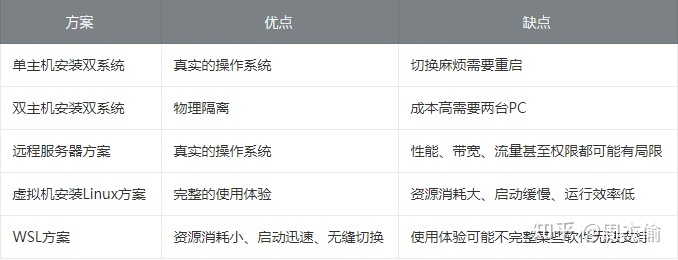 方案 优点 缺点
单主机安装双系统 真实的操作系统 切换麻烦需要重启
双主机安装双系统 物理隔离 成本高需要两台PC
远程服务器方案 真实的操作系统 性能、带宽、流量甚至权限都可能有局限
虚拟机安装Linux方案 完整的使用体验 资源消耗大、启动缓慢、运行效率低
WSL方案 资源消耗小、启动迅速、无缝切换 使用体验可能不完整某些软件无法支持
知乎 @周杰偷